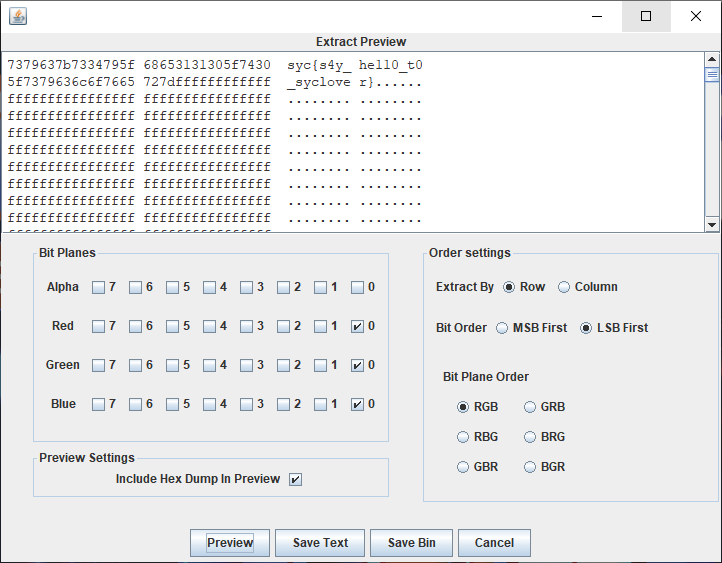 Extract Preview
7379637b7334795f 68653131305f7430 syc{s4y_ he110_t0
5f7379636c6f7665 727dffffffffffff _syclove r}......
ffffffffffffffff ffffffffffffffff ........ ........
ffffffffffffffff ffffffffffffffff ........ ........
ffffffffffffffff ffffffffffffffff ........ ........
ffffffffffffffff ffffffffffffffff ........ ........
ffffffffffffffff ffffffffffffffff ........ ........
ffffffffffffffff ffffffffffffffff ........ ........
ffffffffffffffff ffffffffffffffff ........ ........
ffffffffffffffff ffffffffffffffff ........ ........
Bit Planes
Alpha 7 6 5 4 3 2 1 0
Red 7 6 5 4 3 2 1 0
Green 7 6 5 4 3 2 1 0
Blue 7 6 5 4 3 2 1 0
Preview Settings
Include Hex Dump In Preview
Order settings
Extract By Row Column
Bit Order MSB First LSB First
Bit Plane Order
RGB GRB
RBG BRG
GBR BGR
Preview Save Text Save Bin Cancel